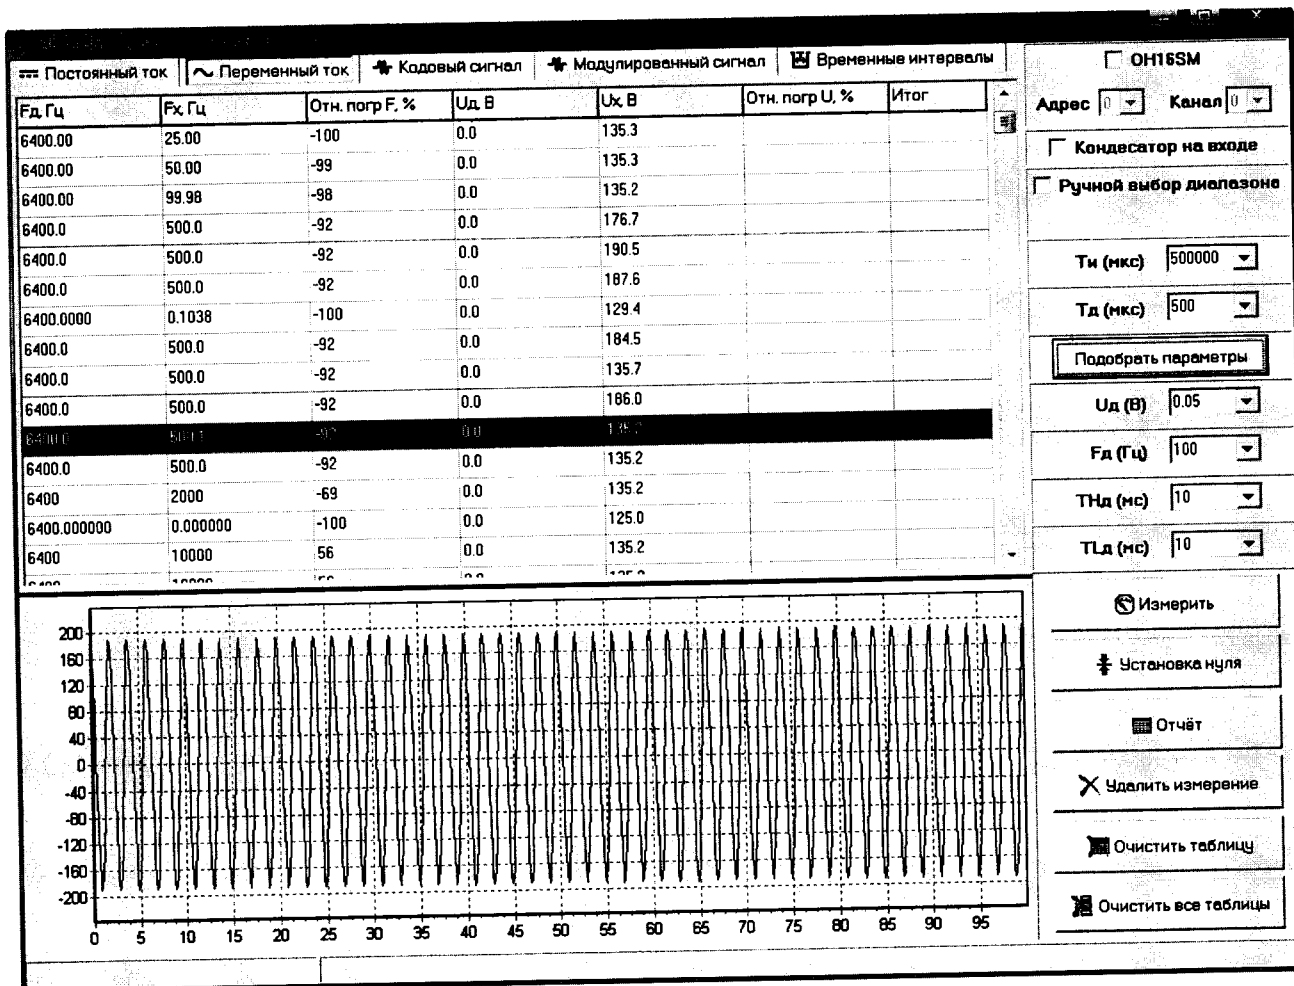 Постоянный ток Переменный ток Кодовый сигнал Модулированный сигнал Временные интервалы
Fд, Гц Fx, Гц Отн. погр F, % Uд, В Ux, В Отн. погр U, % Итог
6400.00 25.00 -100 0.0 135.3
6400.00 50.00 -99 0.0 135.3
6400.00 99.98 -98 0.0 135.2
6400.0 500.0 -92 0.0 176.7
6400.0 500.0 -92 0.0 190.5
6400.0 500.0 -92 0.0 187.6
6400.0000 0.1038 -100 0.0 129.4
6400.0 500.0 -92 0.0 184.5
6400.0 500.0 -92 0.0 135.7
6400.0 500.0 -92 0.0 186.0
6400.0 -92 0.0
6400.0 500.0 -92 0.0 135.2
6400 2000 -69 0.0 135.2
6400.000000 0.000000 -100 0.0 125.0
6400 10000 56 0.0 135.2
OH16SM
Адрес 0 Канал 0
Кондесатор на входе
Ручной выбор диапазона
Tи (мкс) 500000
Tд (мкс) 500
Подобрать параметры
Uд (В) 0.05
Fд (Гц) 100
THд (мс) 10
TLд (мс) 10
Измерить
Установка нуля
Отчёт
Удалить измерение
Очистить таблицу
Очистить все таблицы
200
160
120
80
40
0
-40
-80
-120
-160
-200
0 5 10 15 20 25 30 35 40 45 50 55 60 65 70 75 80 85 90 95